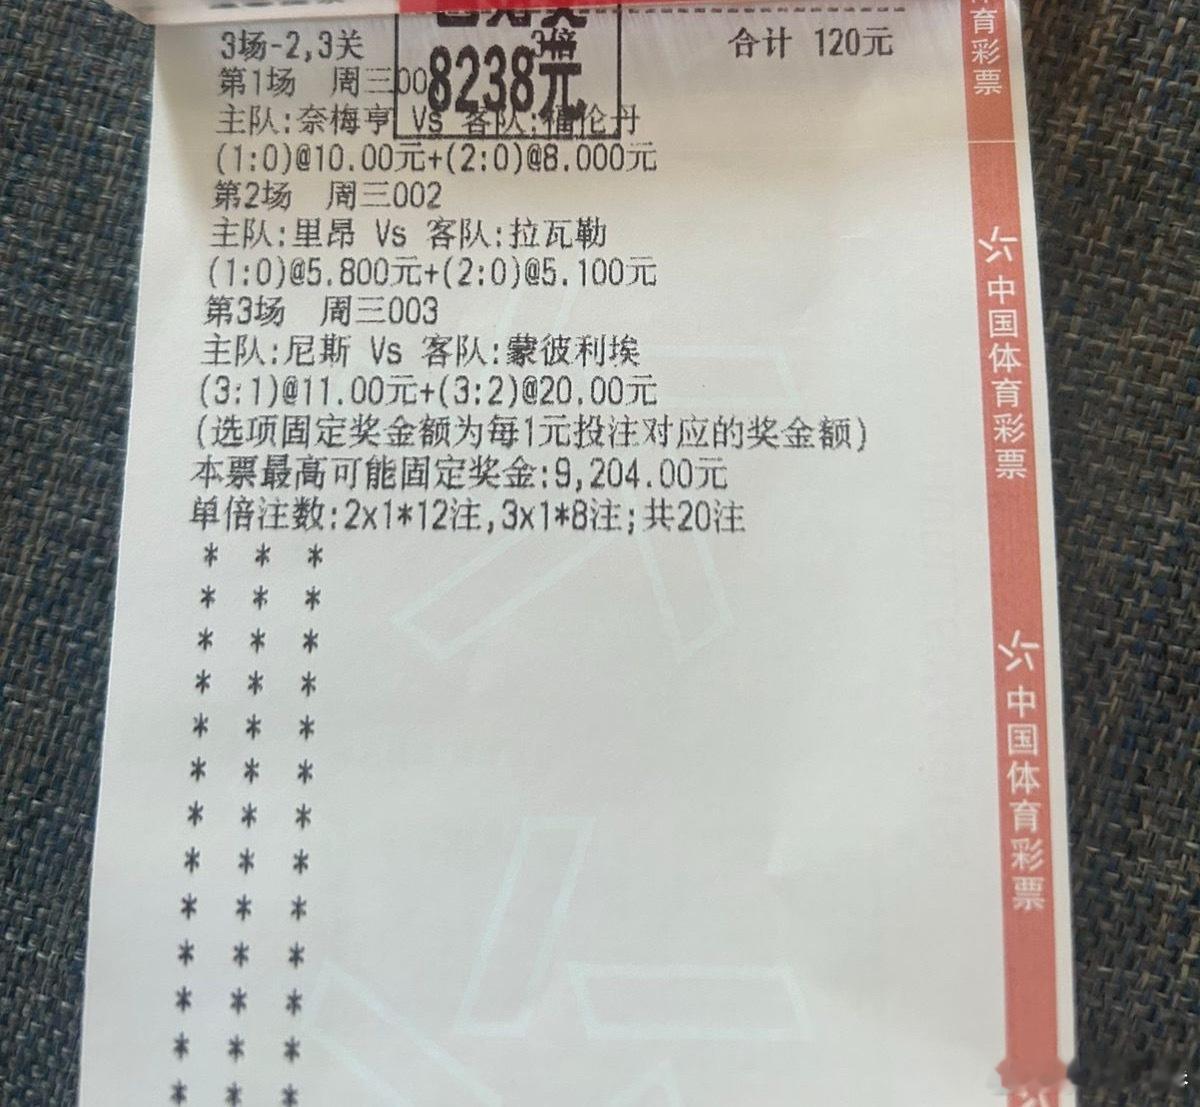 3场-2,3关 3倍 合计 120元
8238元
第1场 周三00
主队:奈梅亨 Vs 客队:福伦丹
(1:0)@10.00元+(2:0)@8.000元
第2场 周三002
主队:里昂 Vs 客队:拉瓦勒
(1:0)@5.800元+(2:0)@5.100元
第3场 周三003
主队:尼斯 Vs 客队:蒙彼利埃
(3:1)@11.00元+(3:2)@20.00元
(选项固定奖金额为每1元投注对应的奖金额)
本票最高可能固定奖金:9,204.00元
单倍注数:2x1*12注,3x1*8注;共20注
* * *
* * *
* * *
* * *
* * *
* * *
* * *
* * *
* * *
* * *
* * *
* * *
* * *
育彩票
中国体育彩票
中国体育彩票